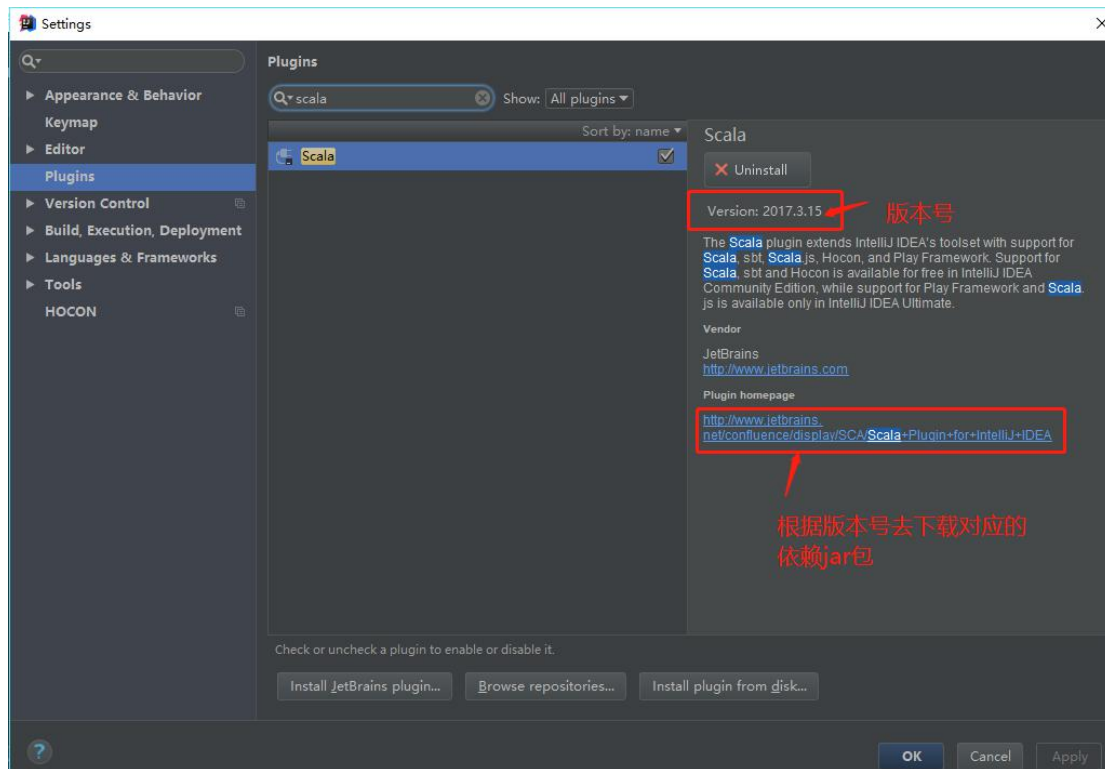 Settings
Plugins
scala
Show: All plugins
Appearance & Behavior
Keymap
Editor
Plugins
Version Control
Build, Execution, Deployment
Languages & Frameworks
Tools
HOCON
Sort by: name
Scala
Scala
Uninstall
Version: 2017.3.15
版本号
The Scala plugin extends IntelliJ IDEA's toolset with support for
Scala, sbt, Scala.js, Hocon, and Play Framework. Support for
Scala, sbt and Hocon is available for free in IntelliJ IDEA
Community Edition, while support for Play Framework and Scala.
js is available only in IntelliJ IDEA Ultimate.
Vendor
JetBrains
http://www.jetbrains.com
Plugin homepage
http://www.jetbrains.
net/confluence/display/SCA/Scala+Plugin+for+IntelliJ+IDEA
根据版本号去下载对应的
依赖jar包
Check or uncheck a plugin to enable or disable it.
Install JetBrains plugin...
Browse repositories...
Install plugin from disk...
?
OK
Cancel
Apply